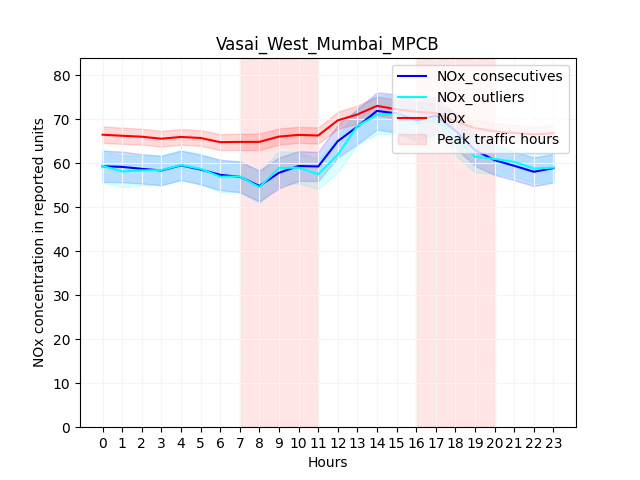 Vasai_West_Mumbai_MPCB
NOx_consecutives
NOx_outliers
NOx
Peak traffic hours
NOx concentration in reported units
80
70
60
50
40
30
20
10
0
0 1 2 3 4 5 6 7 8 9 10 11 12 13 14 15 16 17 18 19 20 21 22 23
Hours